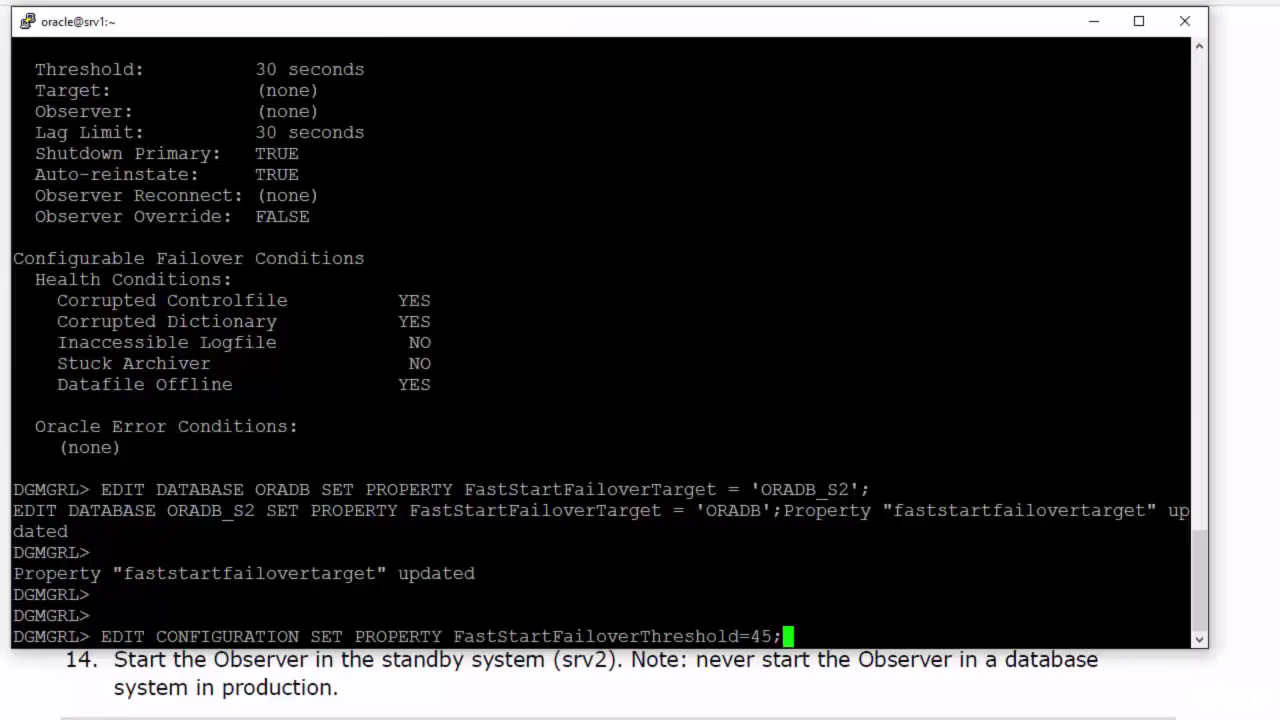 oracle@srv1:~
Threshold: 30 seconds
Target: (none)
Observer: (none)
Lag Limit: 30 seconds
Shutdown Primary: TRUE
Auto-reinstate: TRUE
Observer Reconnect: (none)
Observer Override: FALSE
Configurable Failover Conditions
Health Conditions:
Corrupted Controlfile YES
Corrupted Dictionary YES
Inaccessible Logfile NO
Stuck Archiver NO
Datafile Offline YES
Oracle Error Conditions:
(none)
DGMGRL> EDIT DATABASE ORADB SET PROPERTY FastStartFailoverTarget = 'ORADB_S2';
EDIT DATABASE ORADB_S2 SET PROPERTY FastStartFailoverTarget = 'ORADB';Property "faststartfailovertarget" up
dated
DGMGRL>
Property "faststartfailovertarget" updated
DGMGRL>
DGMGRL>
DGMGRL> EDIT CONFIGURATION SET PROPERTY FastStartFailoverThreshold=45;
14. Start the Observer in the standby system (srv2). Note: never start the Observer in a database
system in production.